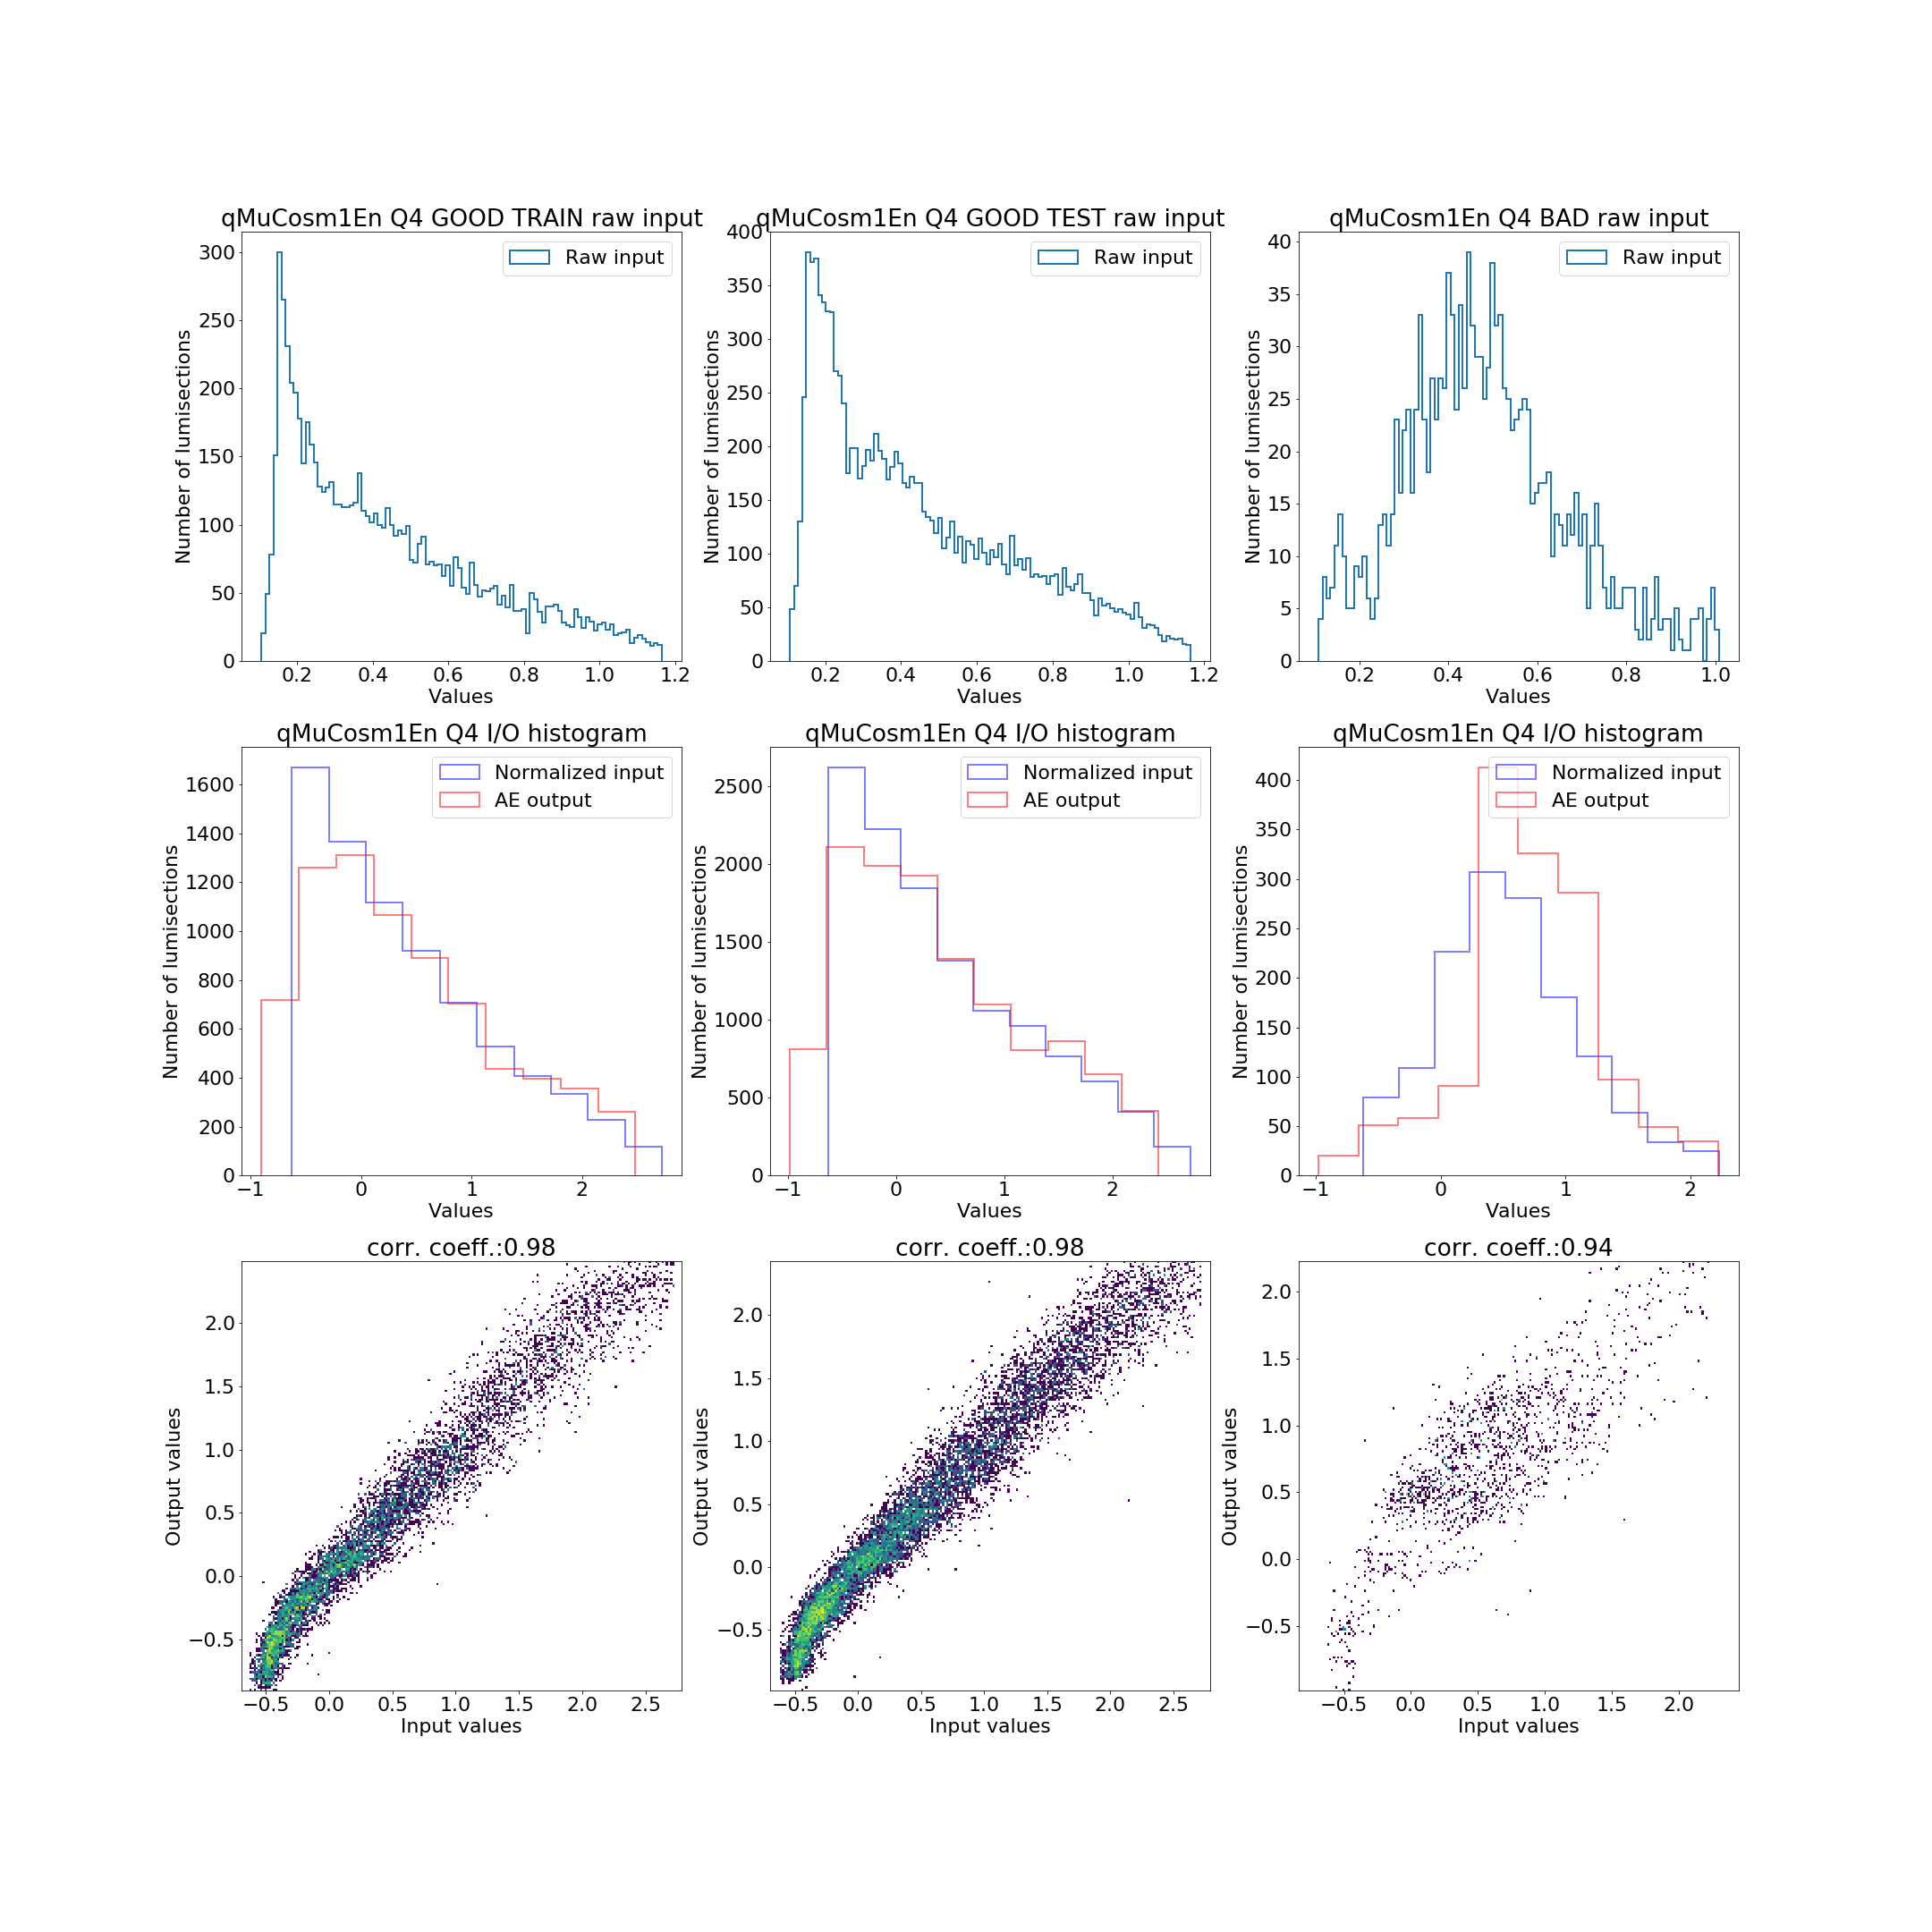 qMuCosm1En Q4 GOOD TRAIN raw input
Raw input
300
250
200
150
100
50
0
Number of lumisections
0.2 0.4 0.6 0.8 1.0 1.2
Values
qMuCosm1En Q4 GOOD TEST raw input
Raw input
400
350
300
250
200
150
100
50
0
Number of lumisections
0.2 0.4 0.6 0.8 1.0 1.2
Values
qMuCosm1En Q4 BAD raw input
Raw input
40
35
30
25
20
15
10
5
0
Number of lumisections
0.2 0.4 0.6 0.8 1.0
Values
qMuCosm1En Q4 I/O histogram
Normalized input
AE output
1600
1400
1200
1000
800
600
400
200
0
Number of lumisections
−1 0 1 2
Values
qMuCosm1En Q4 I/O histogram
Normalized input
AE output
2500
2000
1500
1000
500
0
Number of lumisections
−1 0 1 2
Values
qMuCosm1En Q4 I/O histogram
Normalized input
AE output
400
350
300
250
200
150
100
50
0
Number of lumisections
−1 0 1 2
Values
corr. coeff.:0.98
2.0
1.5
1.0
0.5
0.0
−0.5
Output values
−0.5 0.0 0.5 1.0 1.5 2.0 2.5
Input values
corr. coeff.:0.98
2.0
1.5
1.0
0.5
0.0
−0.5
Output values
−0.5 0.0 0.5 1.0 1.5 2.0 2.5
Input values
corr. coeff.:0.94
2.0
1.5
1.0
0.5
0.0
−0.5
Output values
−0.5 0.0 0.5 1.0 1.5 2.0
Input values